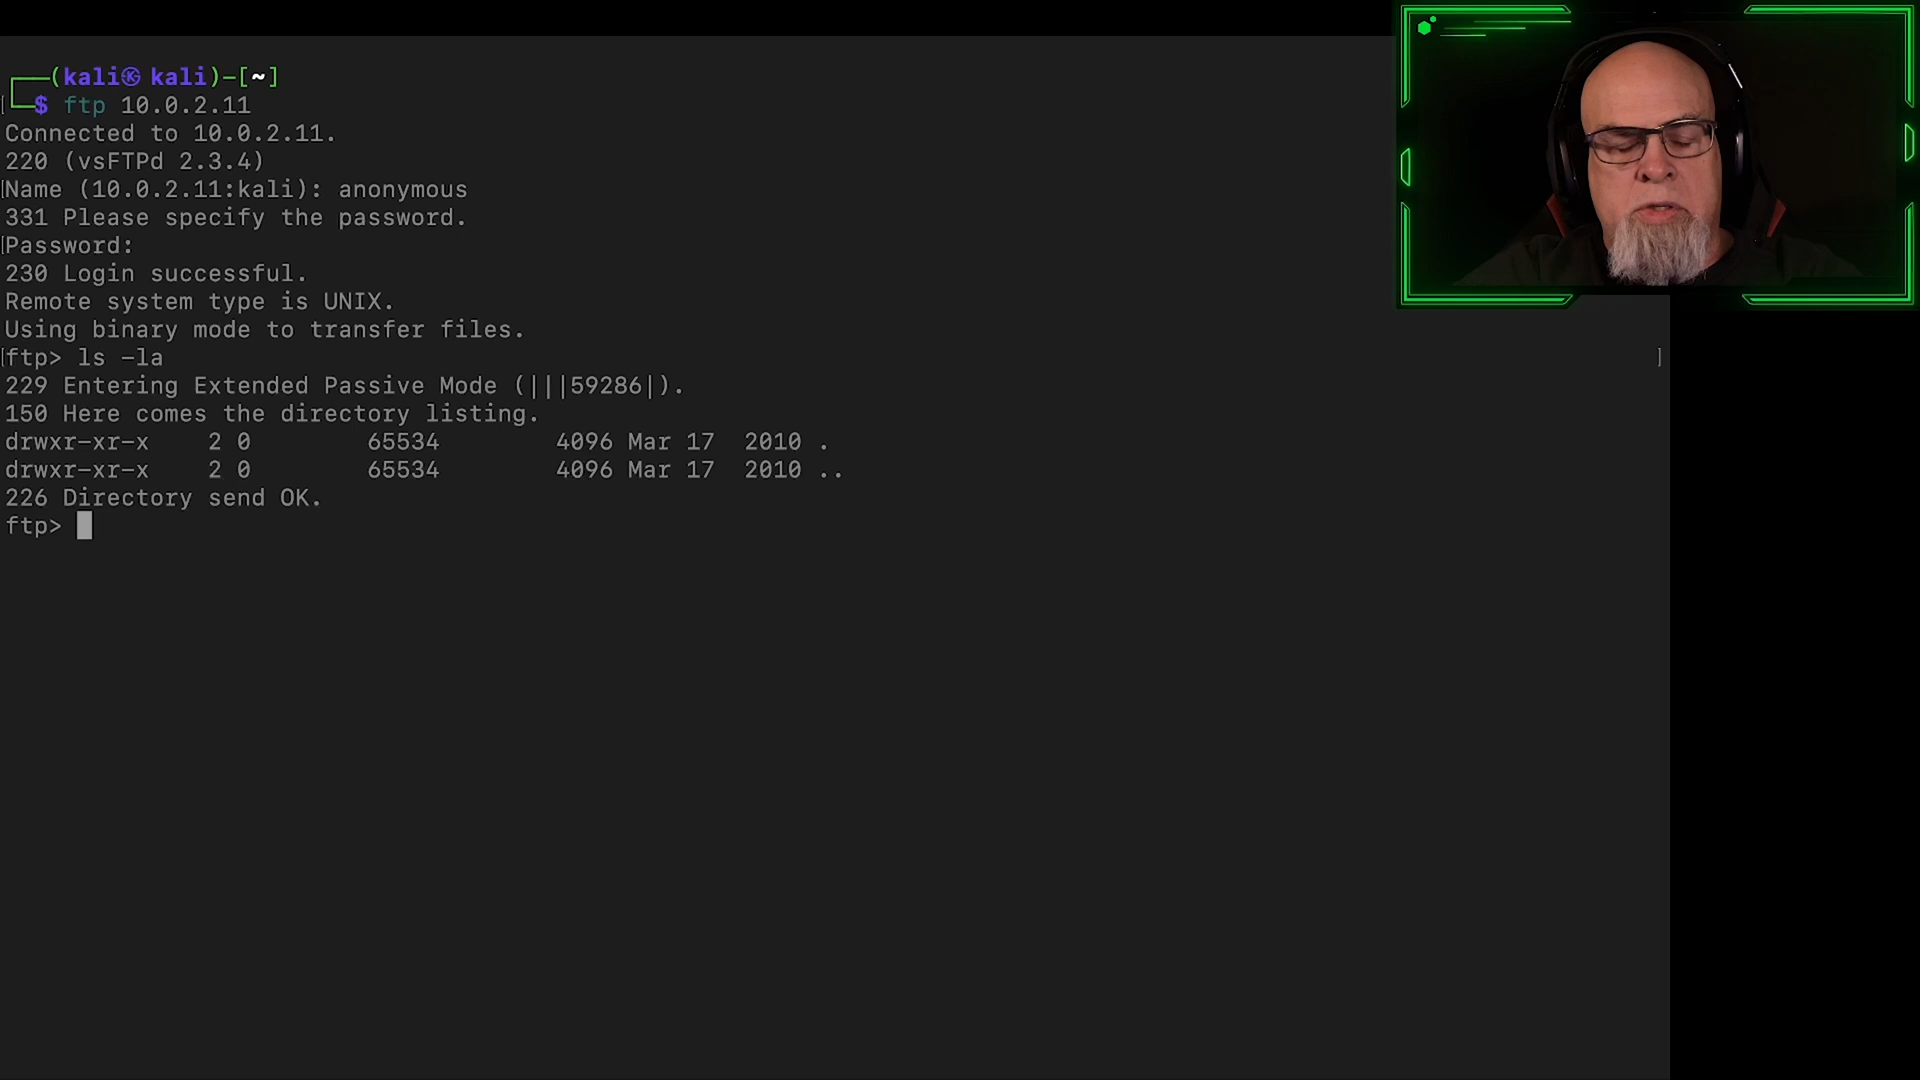 ┌──(kali㉿ kali)-[~]
└─$ ftp 10.0.2.11
Connected to 10.0.2.11.
220 (vsFTPd 2.3.4)
Name (10.0.2.11:kali): anonymous
331 Please specify the password.
Password:
230 Login successful.
Remote system type is UNIX.
Using binary mode to transfer files.
ftp> ls -la
229 Entering Extended Passive Mode (|||59286|).
150 Here comes the directory listing.
drwxr-xr-x    2 0        65534        4096 Mar 17  2010 .
drwxr-xr-x    2 0        65534        4096 Mar 17  2010 ..
226 Directory send OK.
ftp>